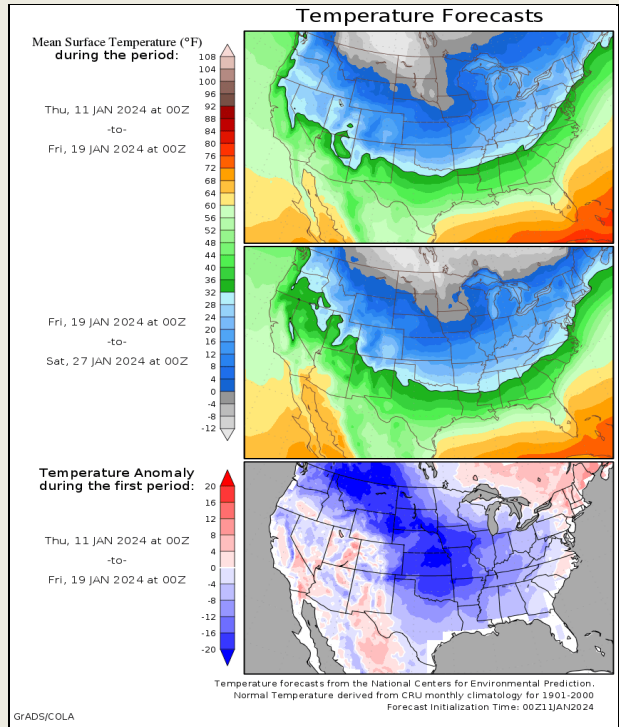 Temperature Forecasts
Mean Surface Temperature (°F)
during the period:
Thu, 11 JAN 2024 at 00Z
-to-
Fri, 19 JAN 2024 at 00Z
108
104
100
96
92
88
84
80
76
72
68
64
60
56
52
48
44
40
36
32
28
24
20
16
12
8
4
0
-4
-8
-12
Fri, 19 JAN 2024 at 00Z
-to-
Sat, 27 JAN 2024 at 00Z
Temperature Anomaly
during the first period:
Thu, 11 JAN 2024 at 00Z
-to-
Fri, 19 JAN 2024 at 00Z
20
16
12
8
4
0
-4
-8
-12
-16
-20
Temperature forecasts from the National Centers for Environmental Prediction.
Normal Temperature derived from CRU monthly climatology for 1901-2000
Forecast Initialization Time: 00Z11JAN2024
GrADS/COLA